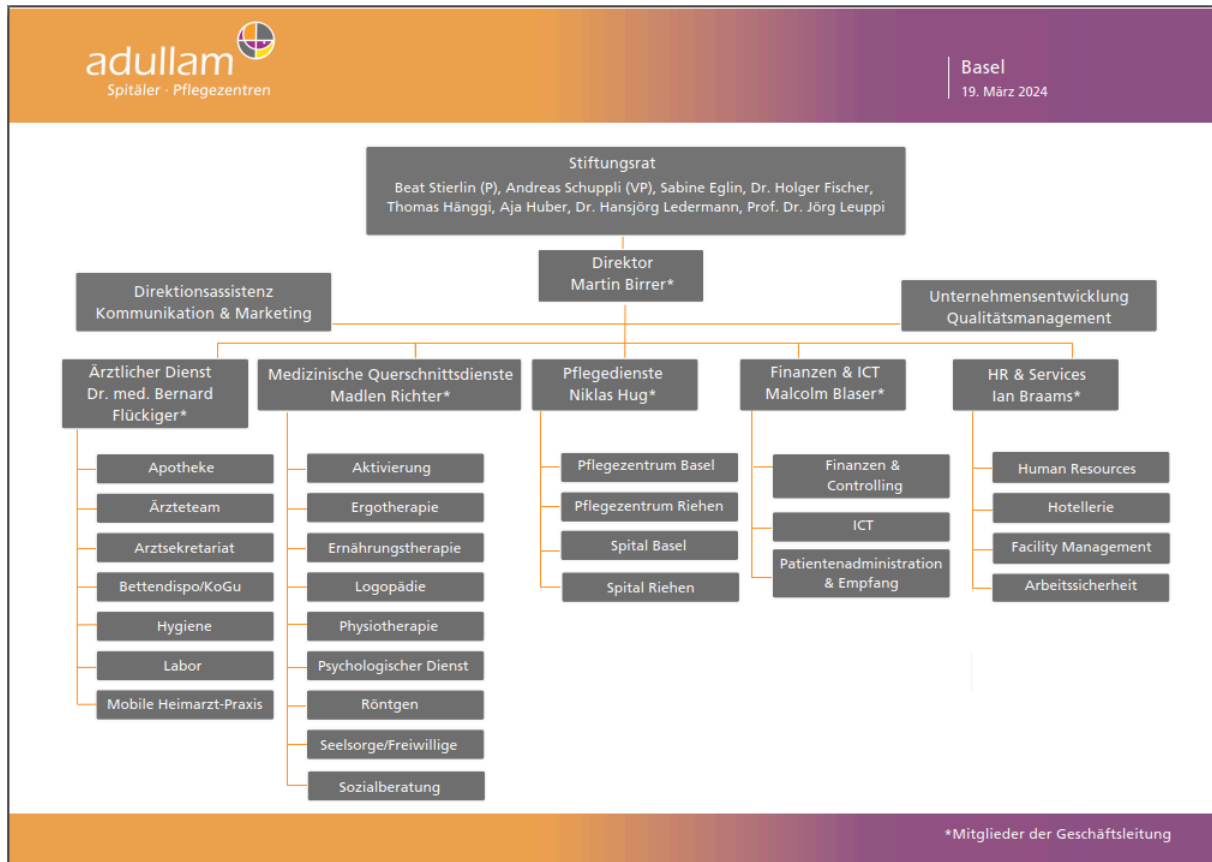 adullam
Spitäler · Pflegezentren
Basel
19. März 2024
Stiftungsrat
Beat Stierlin (P), Andreas Schuppli (VP), Sabine Eglin, Dr. Holger Fischer,
Thomas Hänggi, Aja Huber, Dr. Hansjörg Ledermann, Prof. Dr. Jörg Leuppi
Direktor
Martin Birrer*
Direktionsassistenz
Kommunikation & Marketing
Unternehmensentwicklung
Qualitätsmanagement
Ärztlicher Dienst
Dr. med. Bernard
Flückiger*
Apotheke
Ärzteteam
Arztsekretariat
Bettendispo/KoGu
Hygiene
Labor
Mobile Heimarzt-Praxis
Medizinische Querschnittsdienste
Madlen Richter*
Aktivierung
Ergotherapie
Ernährungstherapie
Logopädie
Physiotherapie
Psychologischer Dienst
Röntgen
Seelsorge/Freiwillige
Sozialberatung
Pflegedienste
Niklas Hug*
Pflegezentrum Basel
Pflegezentrum Riehen
Spital Basel
Spital Riehen
Finanzen & ICT
Malcolm Blaser*
Finanzen &
Controlling
ICT
Patientenadministration
& Empfang
HR & Services
Ian Braams*
Human Resources
Hotellerie
Facility Management
Arbeitssicherheit
*Mitglieder der Geschäftsleitung